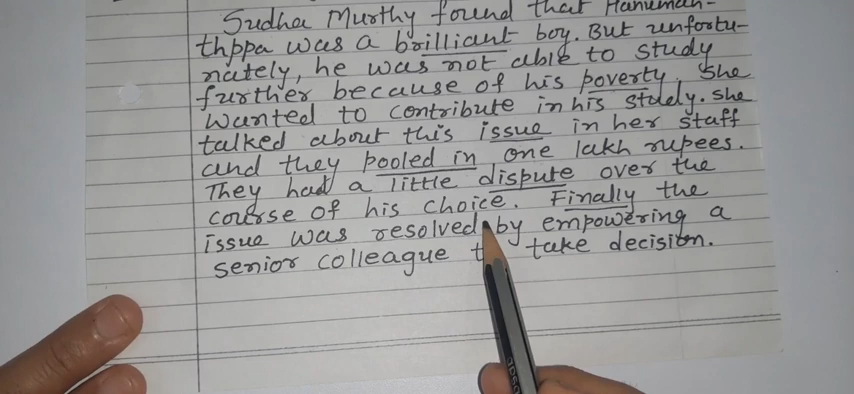 Sudha Murthy found that Hanuman-
thppa was a brilliant boy. But unfortu-
nately, he was not able to study
further because of his poverty. She
wanted to contribute in his study. She
talked about this issue in her staff
and they pooled in one lakh rupees.
They had a little dispute over the
course of his choice. Finally the
issue was resolved by empowering a
senior colleague to take decision.